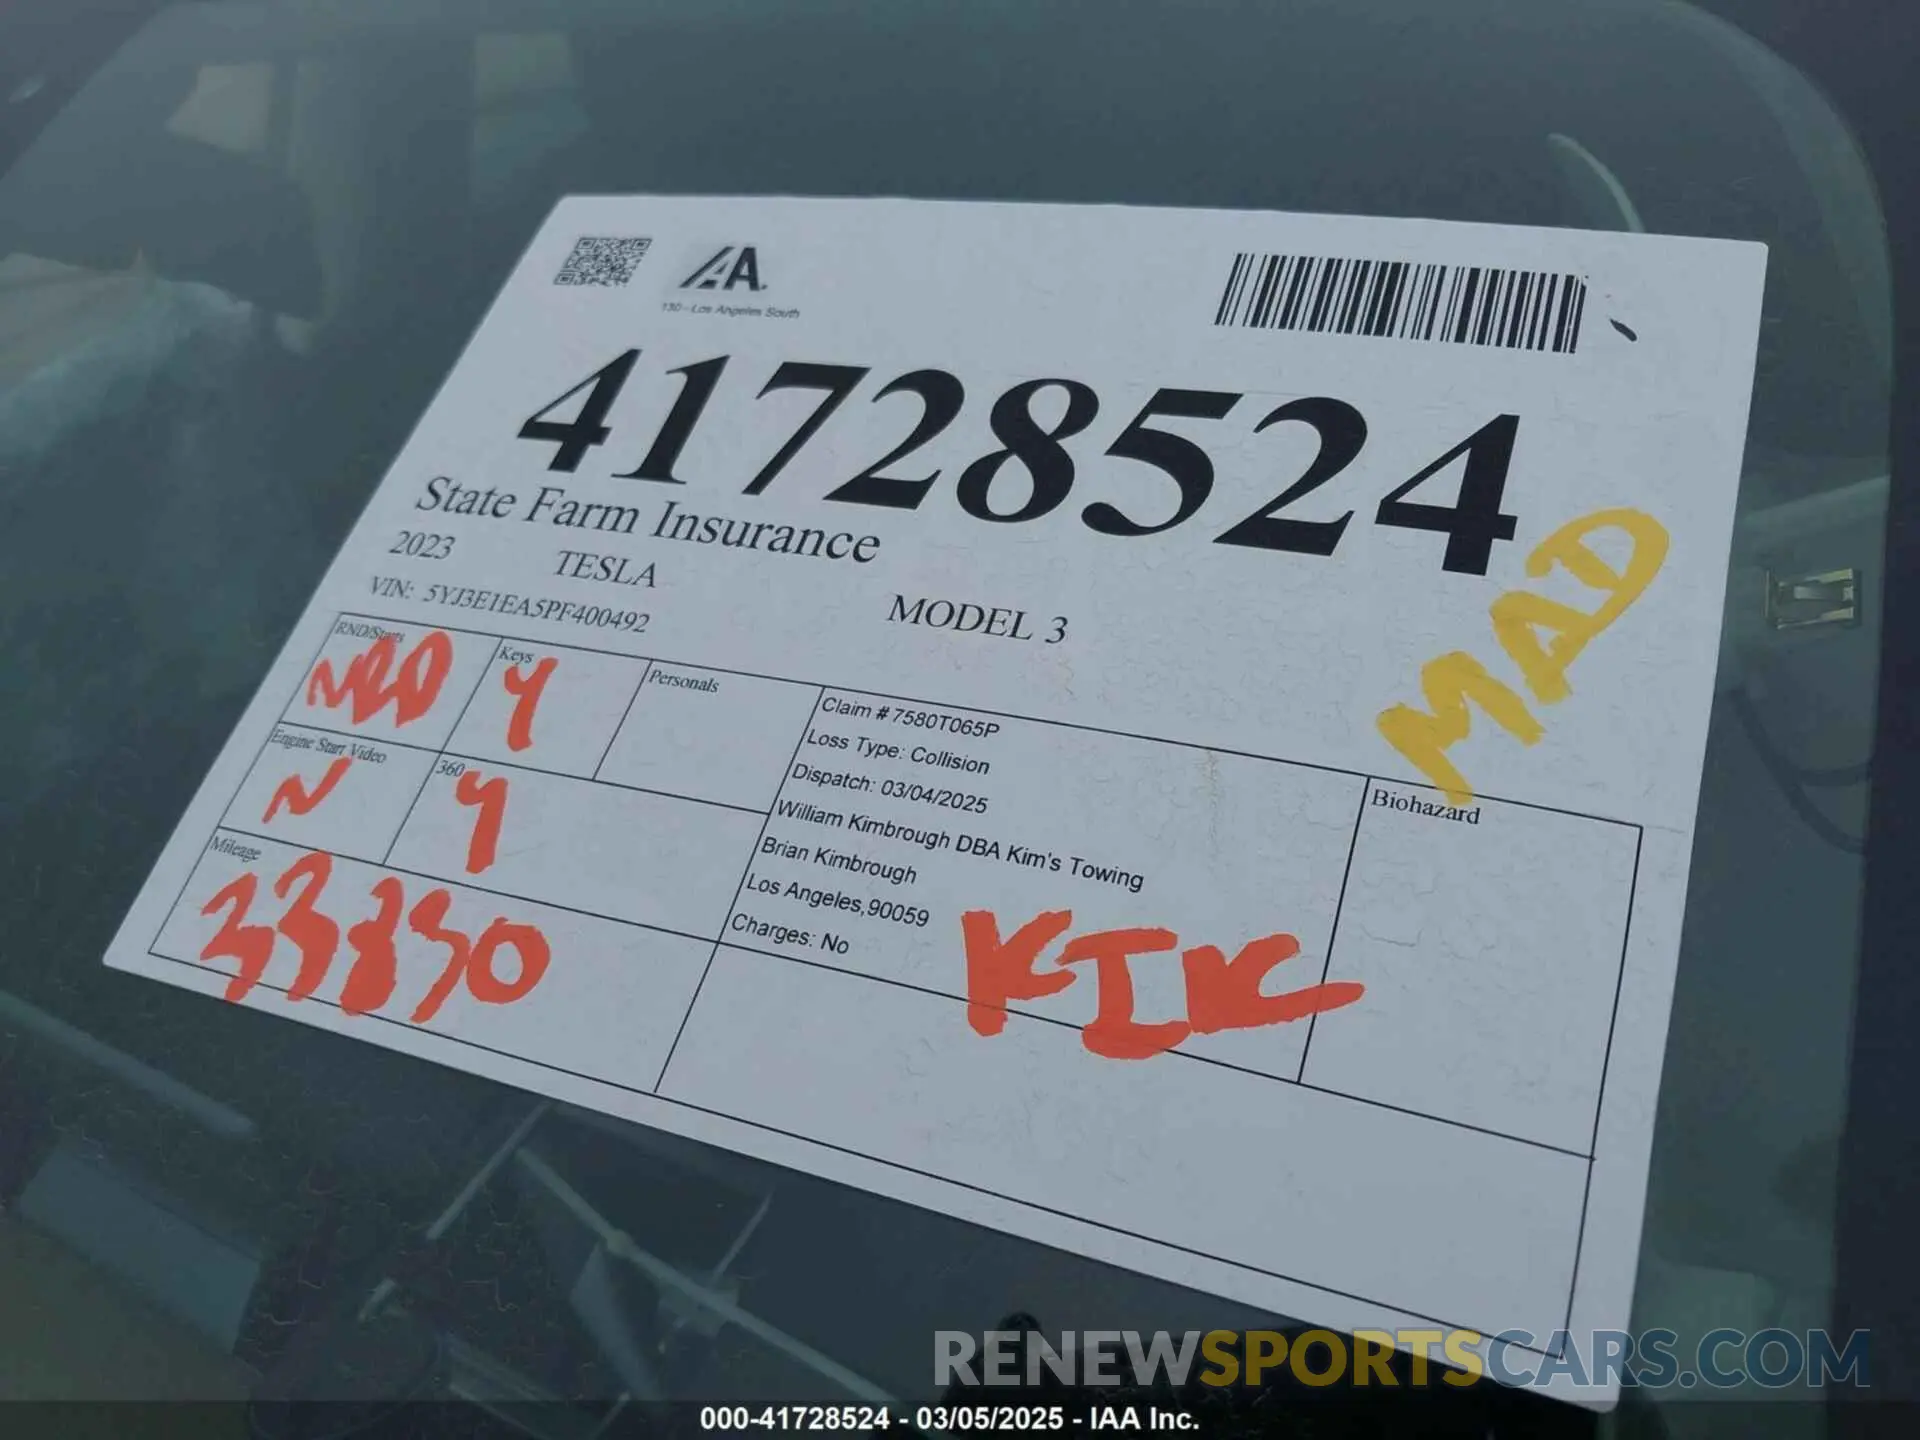 IAA
130 - Los Angeles South
41728524
State Farm Insurance
2023 TESLA MODEL 3
VIN: 5YJ3E1EA5PF400492
MAD
RND/Starts
Keys Y
Personals
Engine Start Video N
360 Y
Mileage 33830
Claim # 7580T065P
Loss Type: Collision
Dispatch: 03/04/2025
William Kimbrough DBA Kim's Towing
Brian Kimbrough
Los Angeles,90059
Charges: No
Biohazard
KIK
RENEWSPORTSCARS.COM
000-41728524 - 03/05/2025 - IAA Inc.